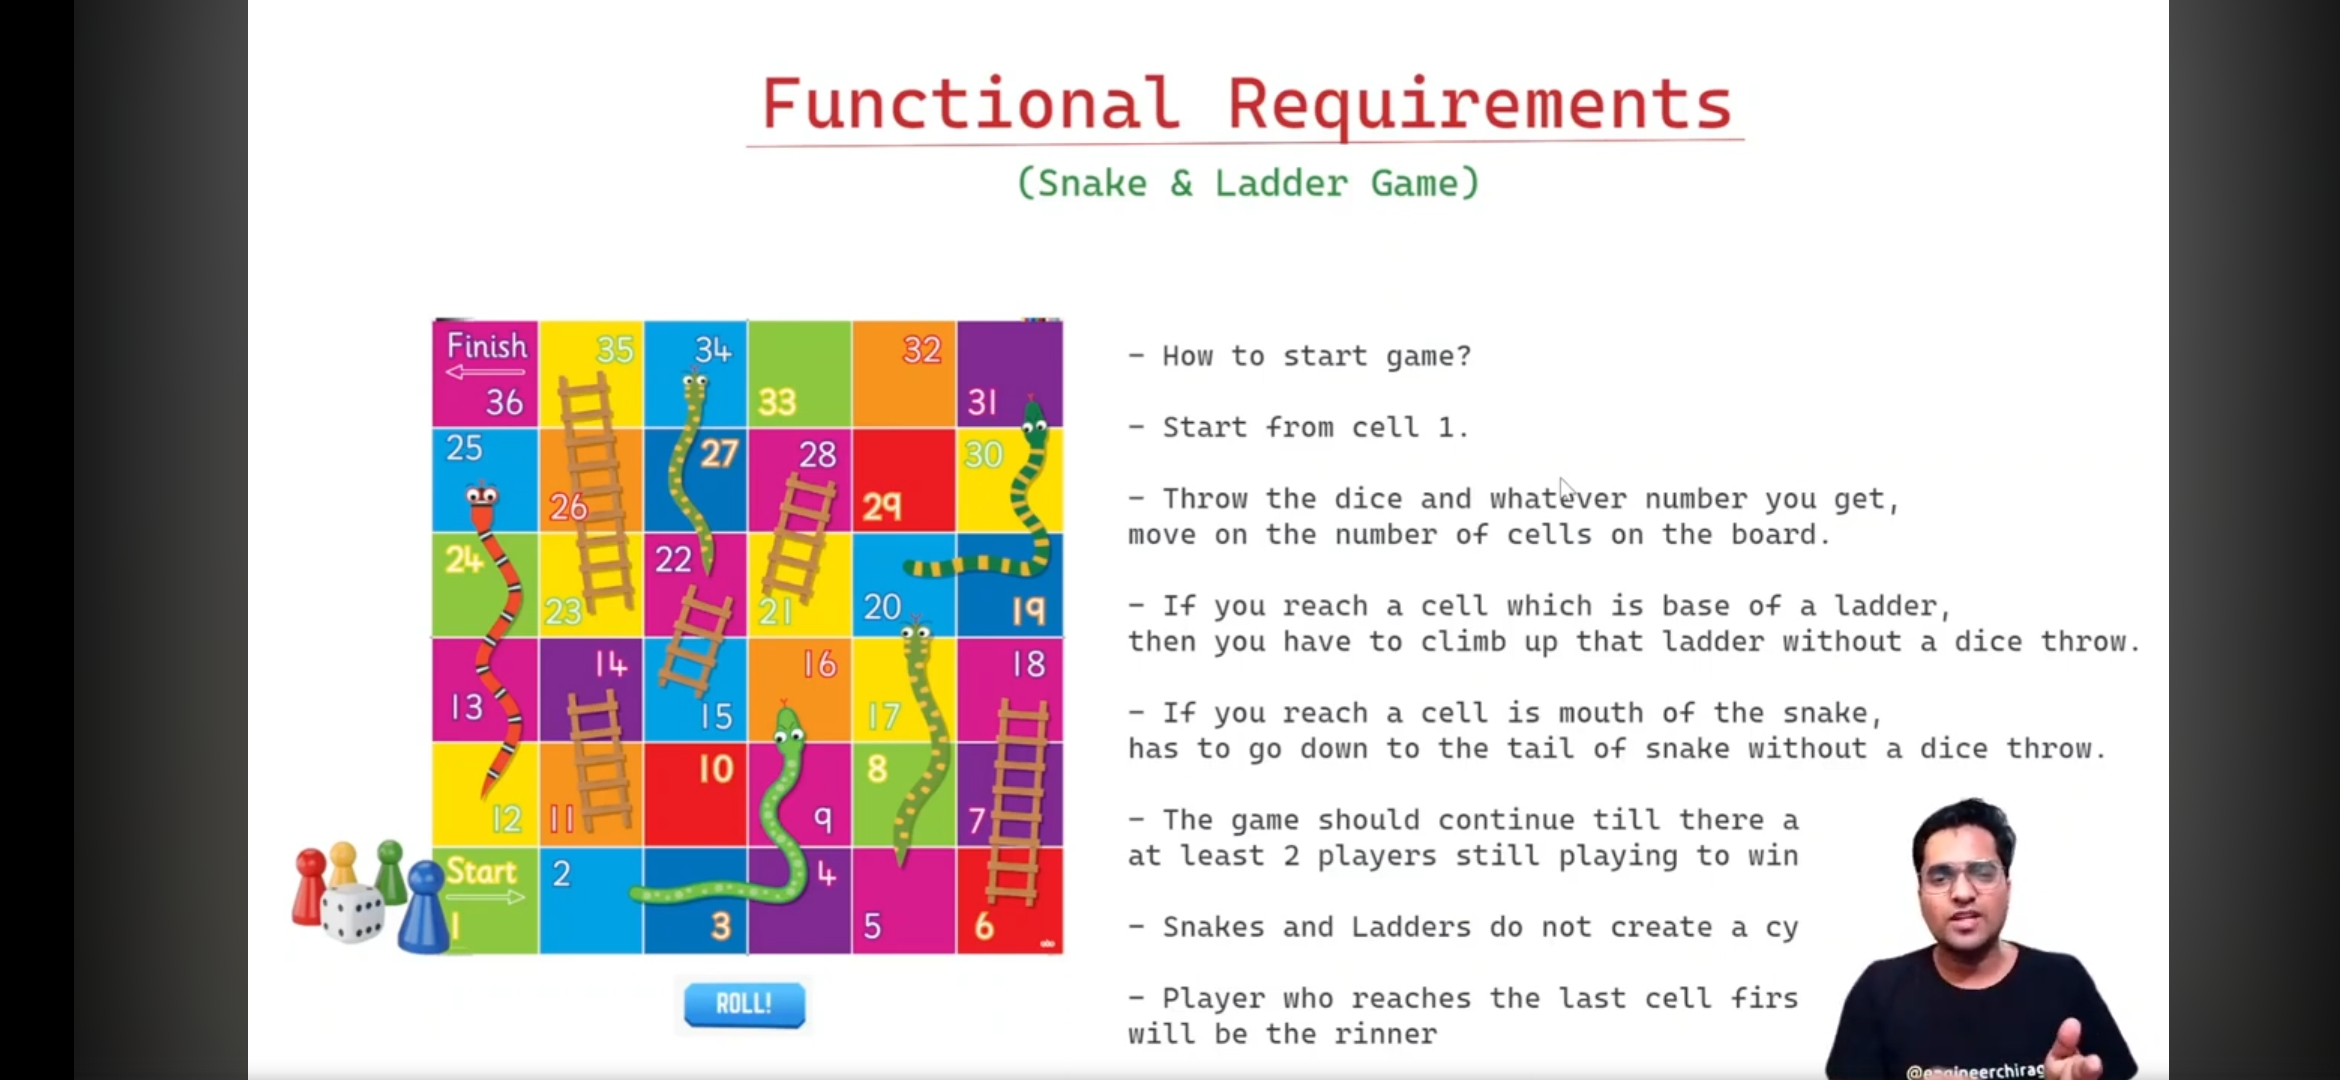 Functional Requirements
(Snake & Ladder Game)
Finish 35 34 32
36 33 31
25 27 28 30
26 29
24 22
23 21 20 19
14 16 18
13 15 17
10 8
12 11 9 7
Start 2 4
1 3 5 6
ROLL!
- How to start game?
- Start from cell 1.
- Throw the dice and whatever number you get,
move on the number of cells on the board.
- If you reach a cell which is base of a ladder,
then you have to climb up that ladder without a dice throw.
- If you reach a cell is mouth of the snake,
has to go down to the tail of snake without a dice throw.
- The game should continue till there a
at least 2 players still playing to win
- Snakes and Ladders do not create a cy
- Player who reaches the last cell firs
will be the rinner
@engineerchirag